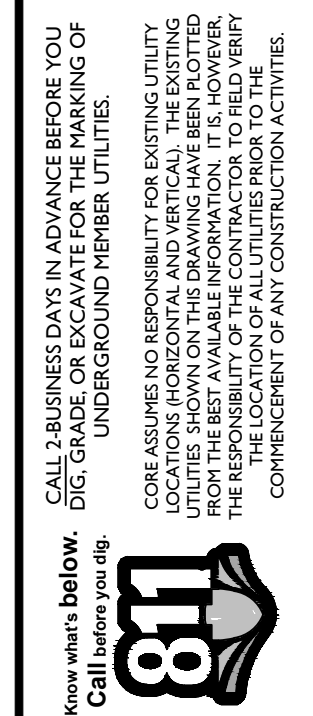 Know what's below.
Call before you dig.
811
CALL 2-BUSINESS DAYS IN ADVANCE BEFORE YOU
DIG, GRADE, OR EXCAVATE FOR THE MARKING OF
UNDERGROUND MEMBER UTILITIES.
CORE ASSUMES NO RESPONSIBILITY FOR EXISTING UTILITY
LOCATIONS (HORIZONTAL AND VERTICAL). THE EXISTING
UTILITIES SHOWN ON THIS DRAWING HAVE BEEN PLOTTED
FROM THE BEST AVAILABLE INFORMATION. IT IS, HOWEVER,
THE RESPONSIBILITY OF THE CONTRACTOR TO FIELD VERIFY
THE LOCATION OF ALL UTILITIES PRIOR TO THE
COMMENCEMENT OF ANY CONSTRUCTION ACTIVITIES.